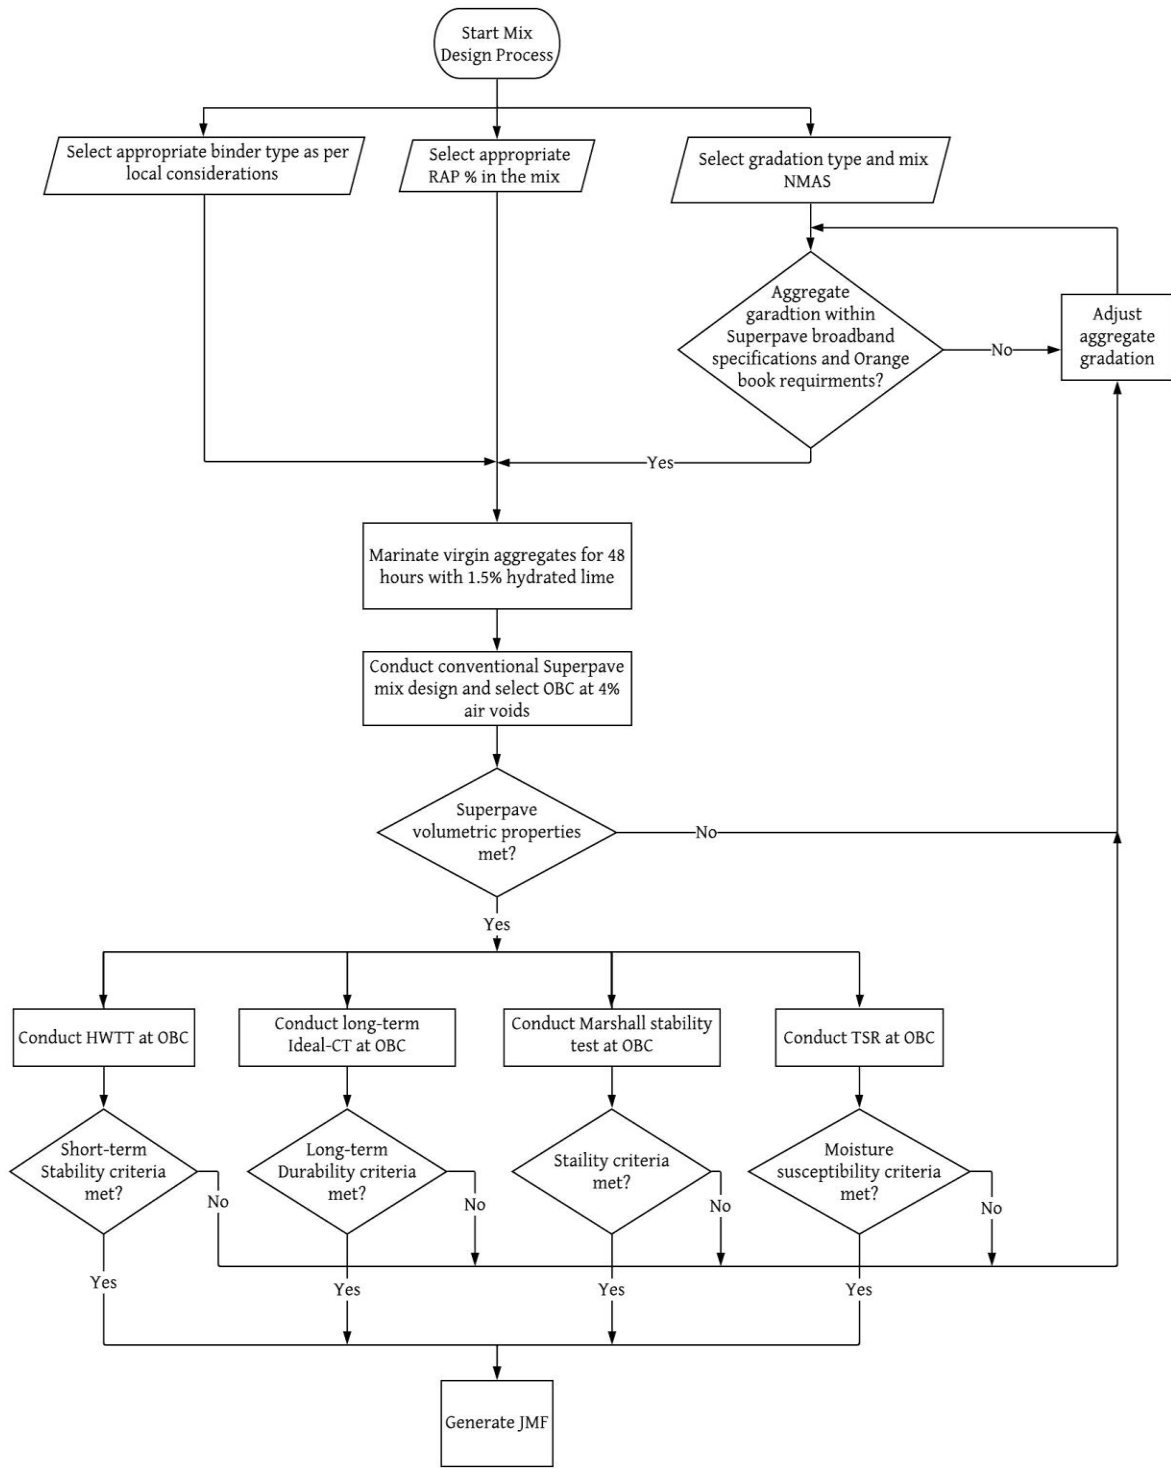 Start Mix
Design Process
Select appropriate binder type as per
local considerations
Select appropriate
RAP % in the mix
Select gradation type and mix
NMAS
Aggregate
garadtion within
Superpave broadband
specifications and Orange
book requirments?
No
Adjust
aggregate
gradation
Yes
Marinate virgin aggregates for 48
hours with 1.5% hydrated lime
Conduct conventional Superpave
mix design and select OBC at 4%
air voids
Superpave
volumetric properties
met?
No
Yes
Conduct HWTT at OBC
Conduct long-term
Ideal-CT at OBC
Conduct Marshall stability
test at OBC
Conduct TSR at OBC
Short-term
Stability criteria
met?
No
Long-term
Durability criteria
met?
No
Staility criteria
met?
No
Moisture
susceptibility criteria
met?
No
Yes
Yes
Yes
Yes
Generate JMF